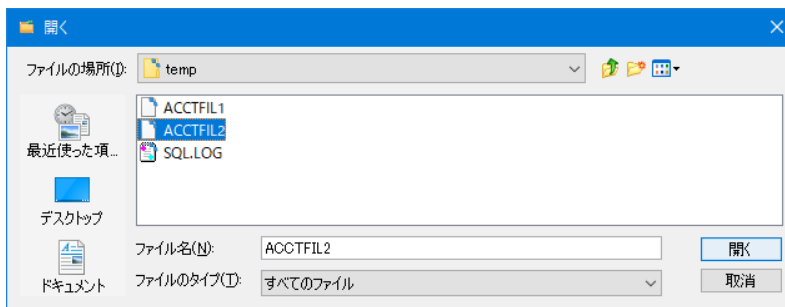 開く
ファイルの場所(I): temp
ACCTFIL1
ACCTFIL2
SQL.LOG
最近使った項...
デスクトップ
ドキュメント
ファイル名(N): ACCTFIL2 開く
ファイルのタイプ(T): すべてのファイル 取消